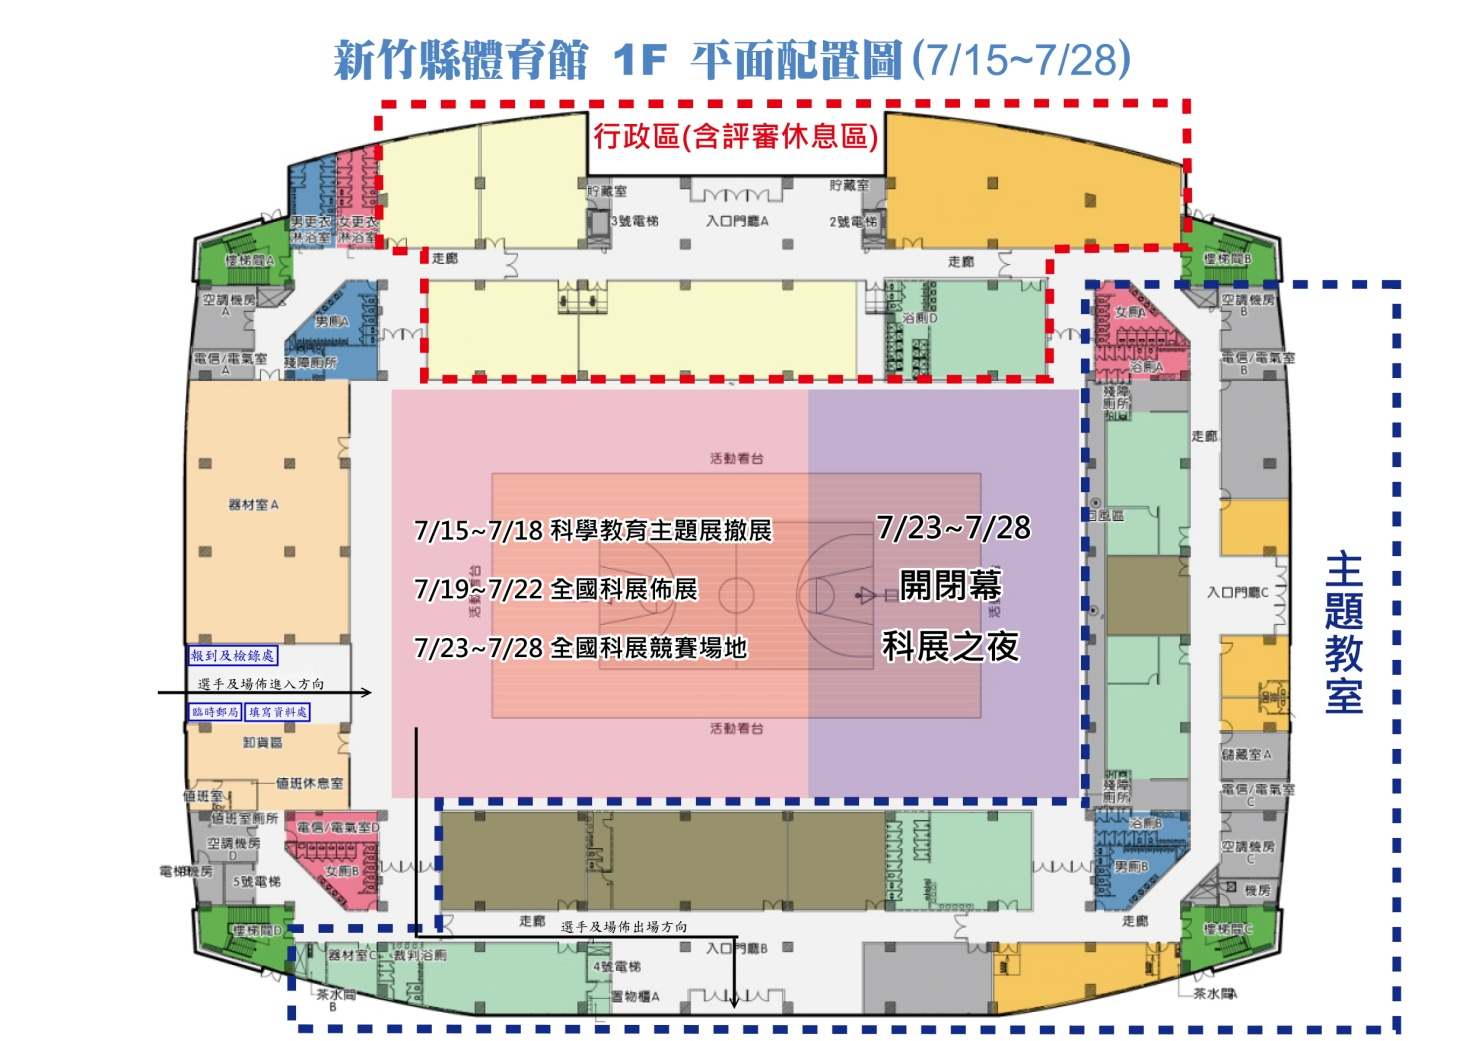 新竹縣體育館 1F 平面配置圖(7/15~7/28)
行政區(含評審休息區)
貯藏室
貯藏室
男更衣淋浴室
女更衣淋浴室
3號電梯
入口門廳A
2號電梯
樓梯間A
走廊
走廊
樓梯間B
空調機房A
空調機房B
男廁A
浴廁D
女廁A
電信/電氣室A
殘障廁所
浴廁A
電信/電氣室B
殘障廁所
走廊
活動看台
器材室A
回風區
7/15~7/18 科學教育主題展撤展
7/23~7/28
7/19~7/22 全國科展佈展
開閉幕
活動看台
活動看台
入口門廳C
主題教室
7/23~7/28 全國科展競賽場地
科展之夜
報到及檢錄處
選手及場佈進入方向
臨時郵局
填寫資料處
活動看台
卸貨區
儲藏室A
值班休息室
值班室
殘障廁所
電信/電氣室C
值班室廁所
電信/電氣室D
浴廁B
空調機房D
空調機房C
電梯機房
女廁B
男廁B
5號電梯
機房
走廊
選手及場佈出場方向
走廊
樓梯間D
樓梯間C
入口門廳B
器材室C
裁判浴廁
4號電梯
茶水間B
置物櫃A
茶水間A